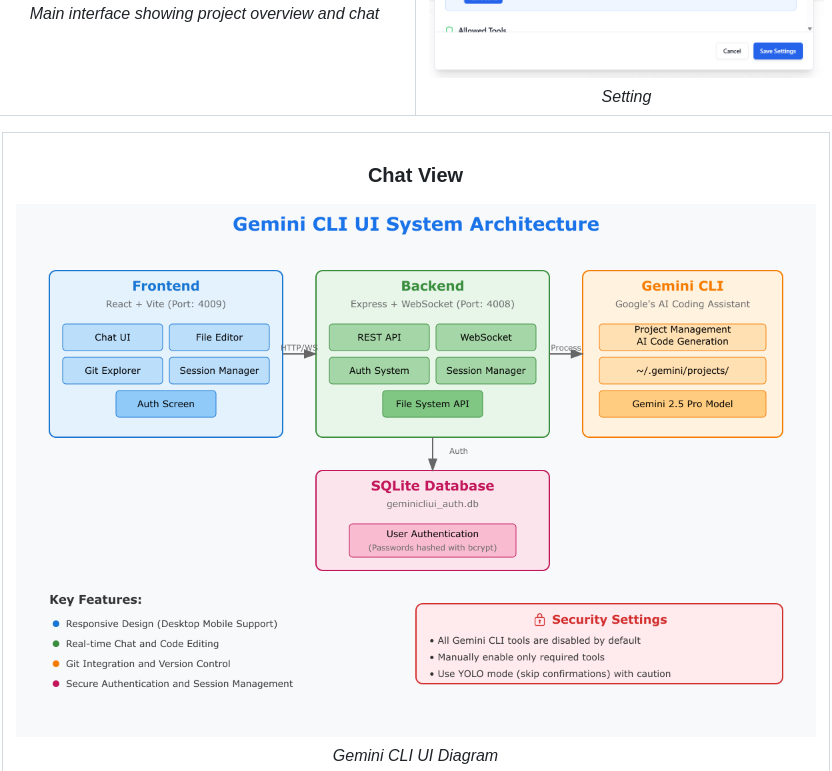 Main interface showing project overview and chat
Allowed Tools
Cancel
Save Settings
Setting
Chat View
Gemini CLI UI System Architecture
Frontend
React + Vite (Port: 4009)
Chat UI
File Editor
Git Explorer
Session Manager
Auth Screen
HTTP/WS
Backend
Express + WebSocket (Port: 4008)
REST API
WebSocket
Auth System
Session Manager
File System API
Process
Gemini CLI
Google's AI Coding Assistant
Project Management
AI Code Generation
~/.gemini/projects/
Gemini 2.5 Pro Model
Auth
SQLite Database
geminicliui_auth.db
User Authentication
(Passwords hashed with bcrypt)
Key Features:
Responsive Design (Desktop Mobile Support)
Real-time Chat and Code Editing
Git Integration and Version Control
Secure Authentication and Session Management
Security Settings
• All Gemini CLI tools are disabled by default
• Manually enable only required tools
• Use YOLO mode (skip confirmations) with caution
Gemini CLI UI Diagram